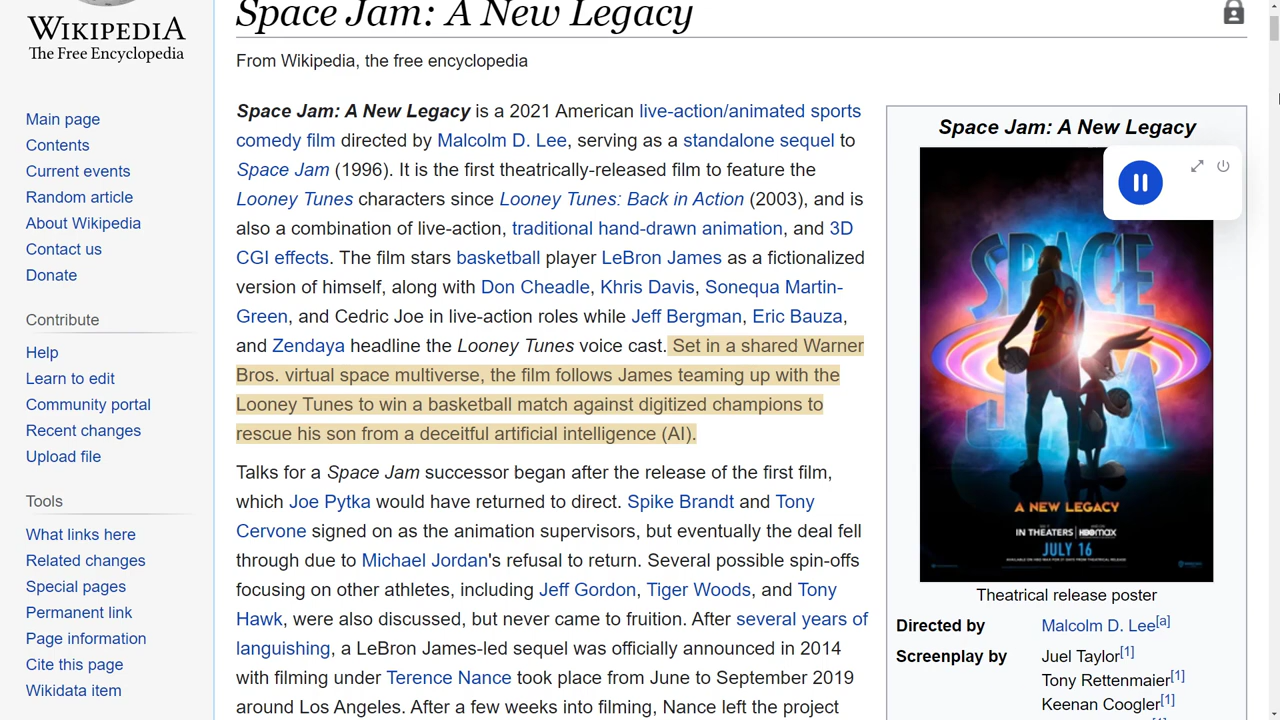 WIKIPEDIA
The Free Encyclopedia
Main page
Contents
Current events
Random article
About Wikipedia
Contact us
Donate
Contribute
Help
Learn to edit
Community portal
Recent changes
Upload file
Tools
What links here
Related changes
Special pages
Permanent link
Page information
Cite this page
Wikidata item
Space Jam: A New Legacy
From Wikipedia, the free encyclopedia
Space Jam: A New Legacy is a 2021 American live-action/animated sports
comedy film directed by Malcolm D. Lee, serving as a standalone sequel to
Space Jam (1996). It is the first theatrically-released film to feature the
Looney Tunes characters since Looney Tunes: Back in Action (2003), and is
also a combination of live-action, traditional hand-drawn animation, and 3D
CGI effects. The film stars basketball player LeBron James as a fictionalized
version of himself, along with Don Cheadle, Khris Davis, Sonequa Martin-
Green, and Cedric Joe in live-action roles while Jeff Bergman, Eric Bauza,
and Zendaya headline the Looney Tunes voice cast. Set in a shared Warner
Bros. virtual space multiverse, the film follows James teaming up with the
Looney Tunes to win a basketball match against digitized champions to
rescue his son from a deceitful artificial intelligence (AI).
Talks for a Space Jam successor began after the release of the first film,
which Joe Pytka would have returned to direct. Spike Brandt and Tony
Cervone signed on as the animation supervisors, but eventually the deal fell
through due to Michael Jordan's refusal to return. Several possible spin-offs
focusing on other athletes, including Jeff Gordon, Tiger Woods, and Tony
Hawk, were also discussed, but never came to fruition. After several years of
languishing, a LeBron James-led sequel was officially announced in 2014
with filming under Terence Nance took place from June to September 2019
around Los Angeles. After a few weeks into filming, Nance left the project
Space Jam: A New Legacy
SPACE
JAM
6
A NEW LEGACY
IN THEATERS HBOmax
JULY 16
Theatrical release poster
Directed by Malcolm D. Lee[a]
Screenplay by Juel Taylor[1]
Tony Rettenmaier[1]
Keenan Coogler[1]